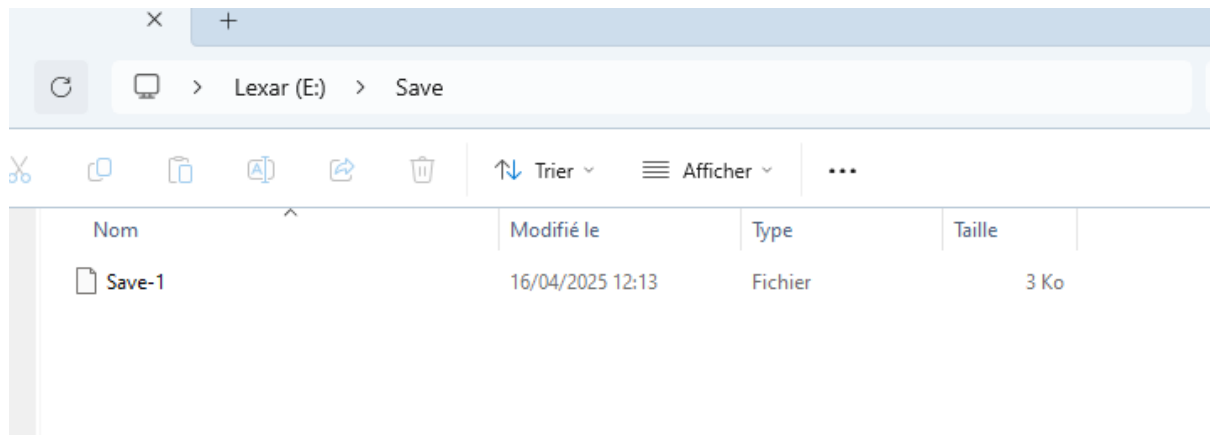 Lexar (E:) > Save
Trier Afficher ...
Nom Modifié le Type Taille
Save-1 16/04/2025 12:13 Fichier 3 Ko